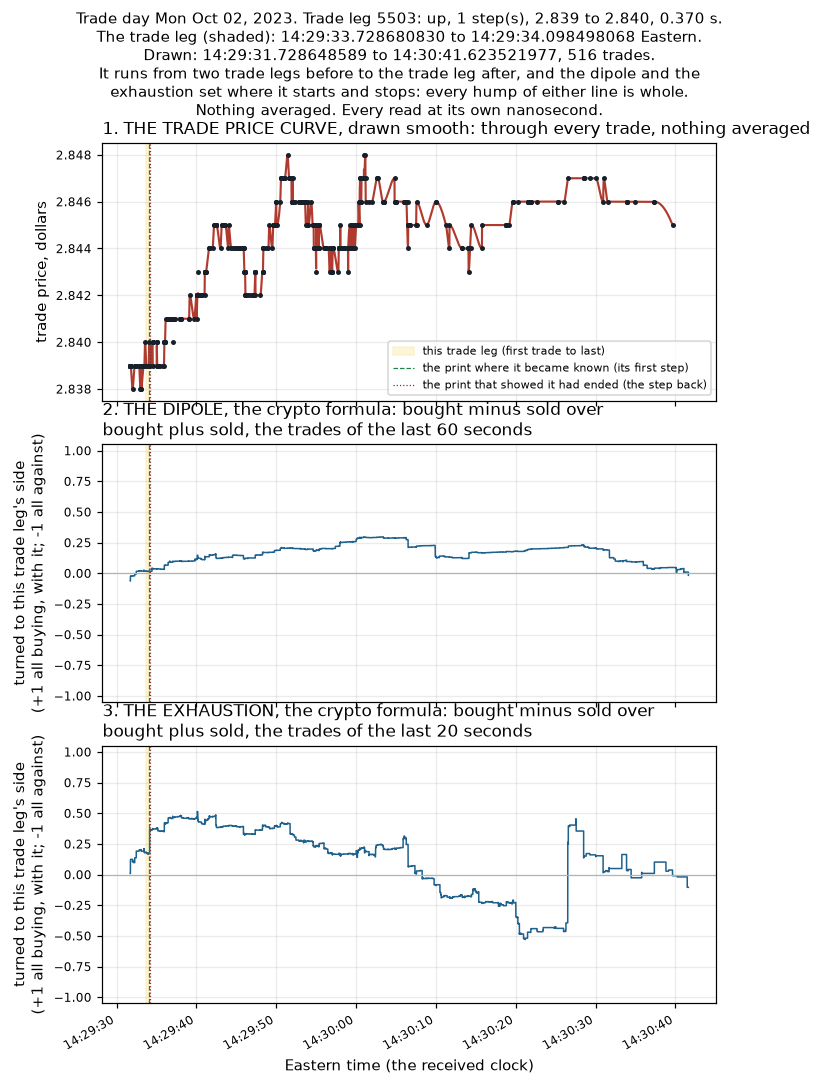 Trade day Mon Oct 02, 2023. Trade leg 5503: up, 1 step(s), 2.839 to 2.840, 0.370 s.
The trade leg (shaded): 14:29:33.728680830 to 14:29:34.098498068 Eastern.
Drawn: 14:29:31.728648589 to 14:30:41.623521977, 516 trades.
It runs from two trade legs before to the trade leg after, and the dipole and the
exhaustion set where it starts and stops: every hump of either line is whole.
Nothing averaged. Every read at its own nanosecond.
1. THE TRADE PRICE CURVE, drawn smooth: through every trade, nothing averaged
2.848
2.846
2.844
2.842
2.840
2.838
trade price, dollars
this trade leg (first trade to last)
the print where it became known (its first step)
the print that showed it had ended (the step back)
2. THE DIPOLE, the crypto formula: bought minus sold over
bought plus sold, the trades of the last 60 seconds
1.00
0.75
0.50
0.25
0.00
−0.25
−0.50
−0.75
−1.00
turned to this trade leg's side
(+1 all buying, with it; -1 all against)
3. THE EXHAUSTION, the crypto formula: bought minus sold over
bought plus sold, the trades of the last 20 seconds
1.00
0.75
0.50
0.25
0.00
−0.25
−0.50
−0.75
−1.00
turned to this trade leg's side
(+1 all buying, with it; -1 all against)
14:29:30
14:29:40
14:29:50
14:30:00
14:30:10
14:30:20
14:30:30
14:30:40
Eastern time (the received clock)